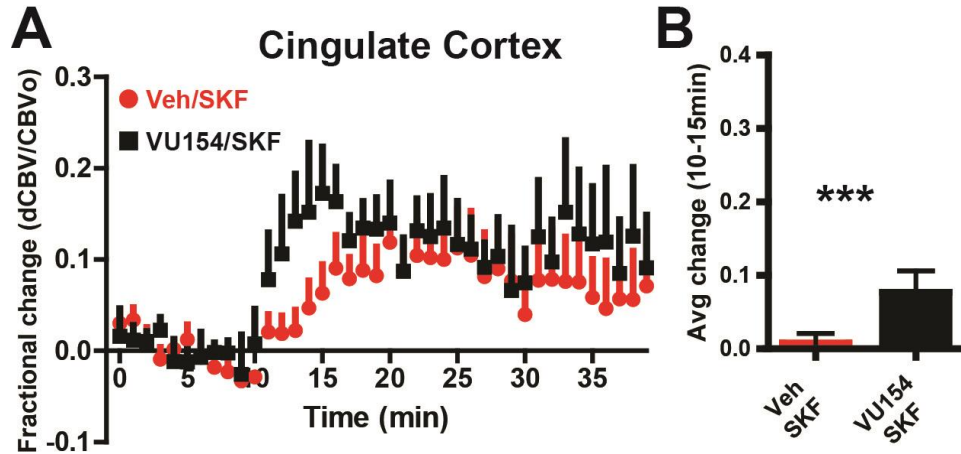 A
Cingulate Cortex
Fractional change (dCBV/CBVo)
0.3
0.2
0.1
0.0
-0.1
Veh/SKF
VU154/SKF
0 5 10 15 20 25 30 35
Time (min)
B
Avg change (10-15min)
0.4
0.3
0.2
0.1
0.0
***
Veh
SKF
VU154
SKF